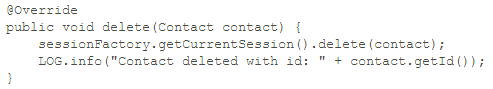 @Override
public void delete(Contact contact) {
    sessionFactory.getCurrentSession().delete(contact);
    LOG.info("Contact deleted with id: " + contact.getId());
}